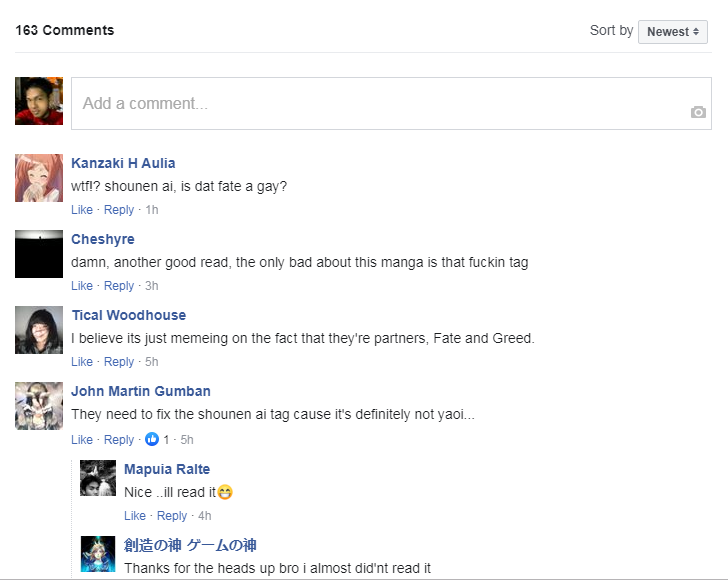 163 Comments
Sort by Newest
Add a comment...
Kanzaki H Aulia
wtf!? shounen ai, is dat fate a gay?
Like · Reply · 1h
Cheshyre
damn, another good read, the only bad about this manga is that fuckin tag
Like · Reply · 3h
Tical Woodhouse
I believe its just memeing on the fact that they're partners, Fate and Greed.
Like · Reply · 5h
John Martin Gumban
They need to fix the shounen ai tag cause it's definitely not yaoi...
Like · Reply · 1 · 5h
Mapuia Ralte
Nice ..ill read it😁
Like · Reply · 4h
創造の神 ゲームの神
Thanks for the heads up bro i almost did'nt read it